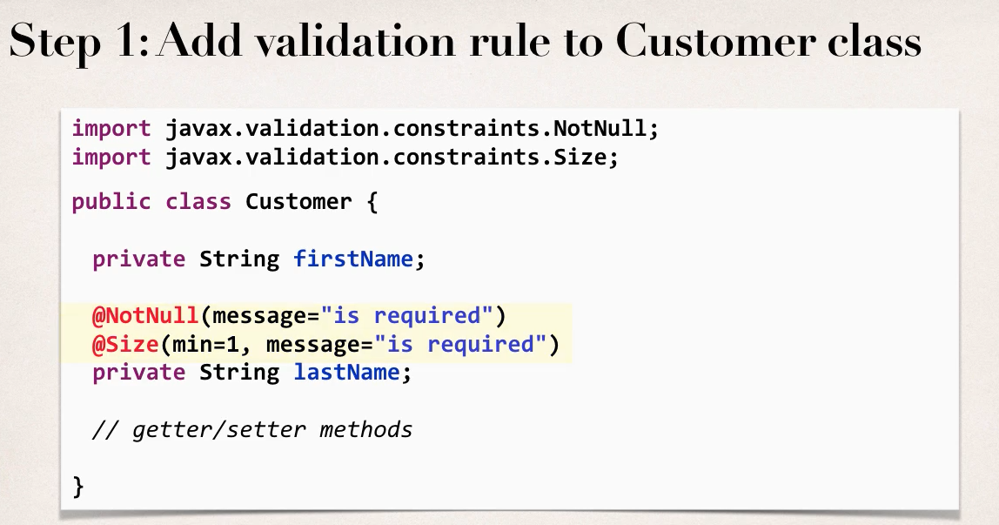 Step 1: Add validation rule to Customer class
import javax.validation.constraints.NotNull;
import javax.validation.constraints.Size;
public class Customer {
private String firstName;
@NotNull(message="is required")
@Size(min=1, message="is required")
private String lastName;
// getter/setter methods
}